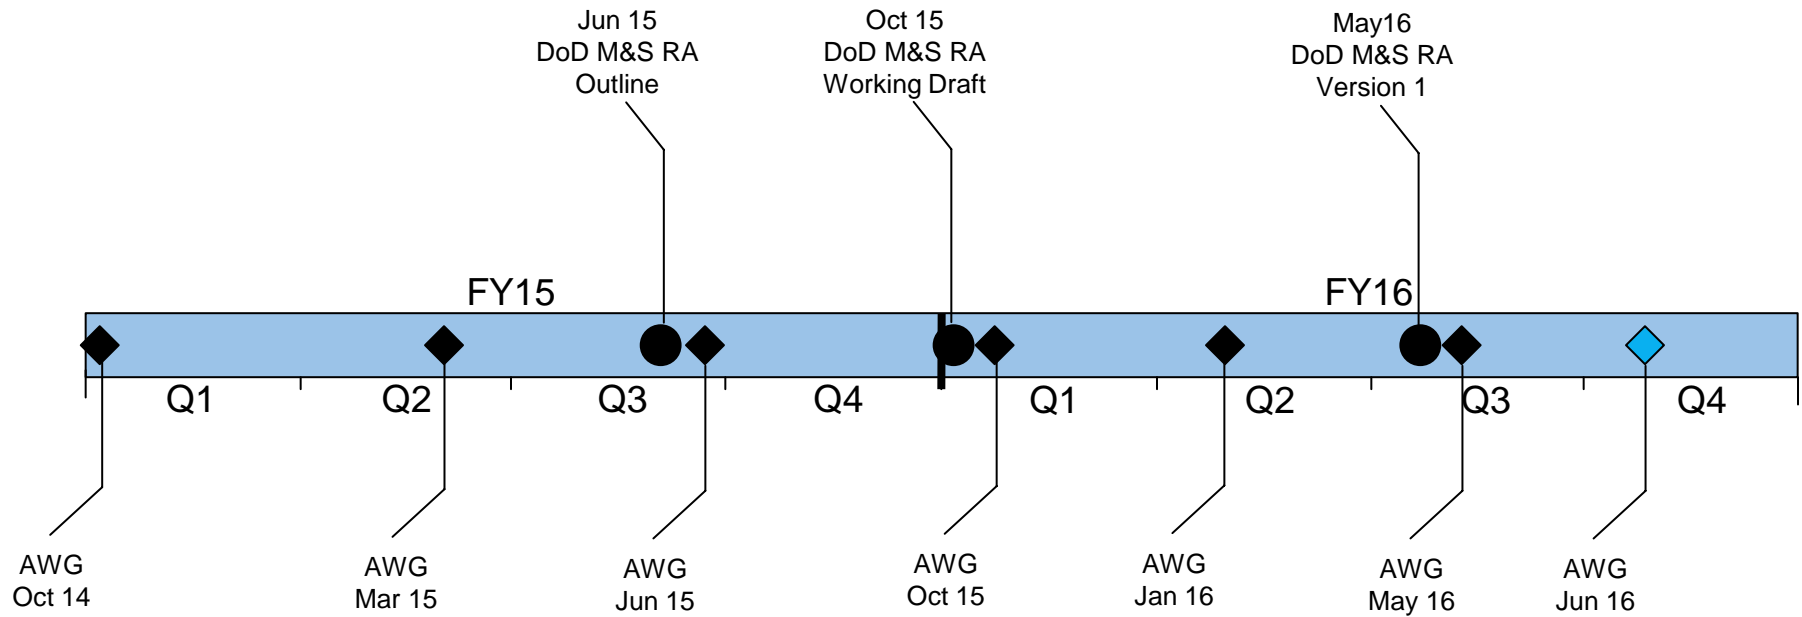 Jun 15
DoD M&S RA
Outline
Oct 15
DoD M&S RA
Working Draft
May16
DoD M&S RA
Version 1
FY15
FY16
Q1
Q2
Q3
Q4
Q1
Q2
Q3
Q4
AWG
Oct 14
AWG
Mar 15
AWG
Jun 15
AWG
Oct 15
AWG
Jan 16
AWG
May 16
AWG
Jun 16